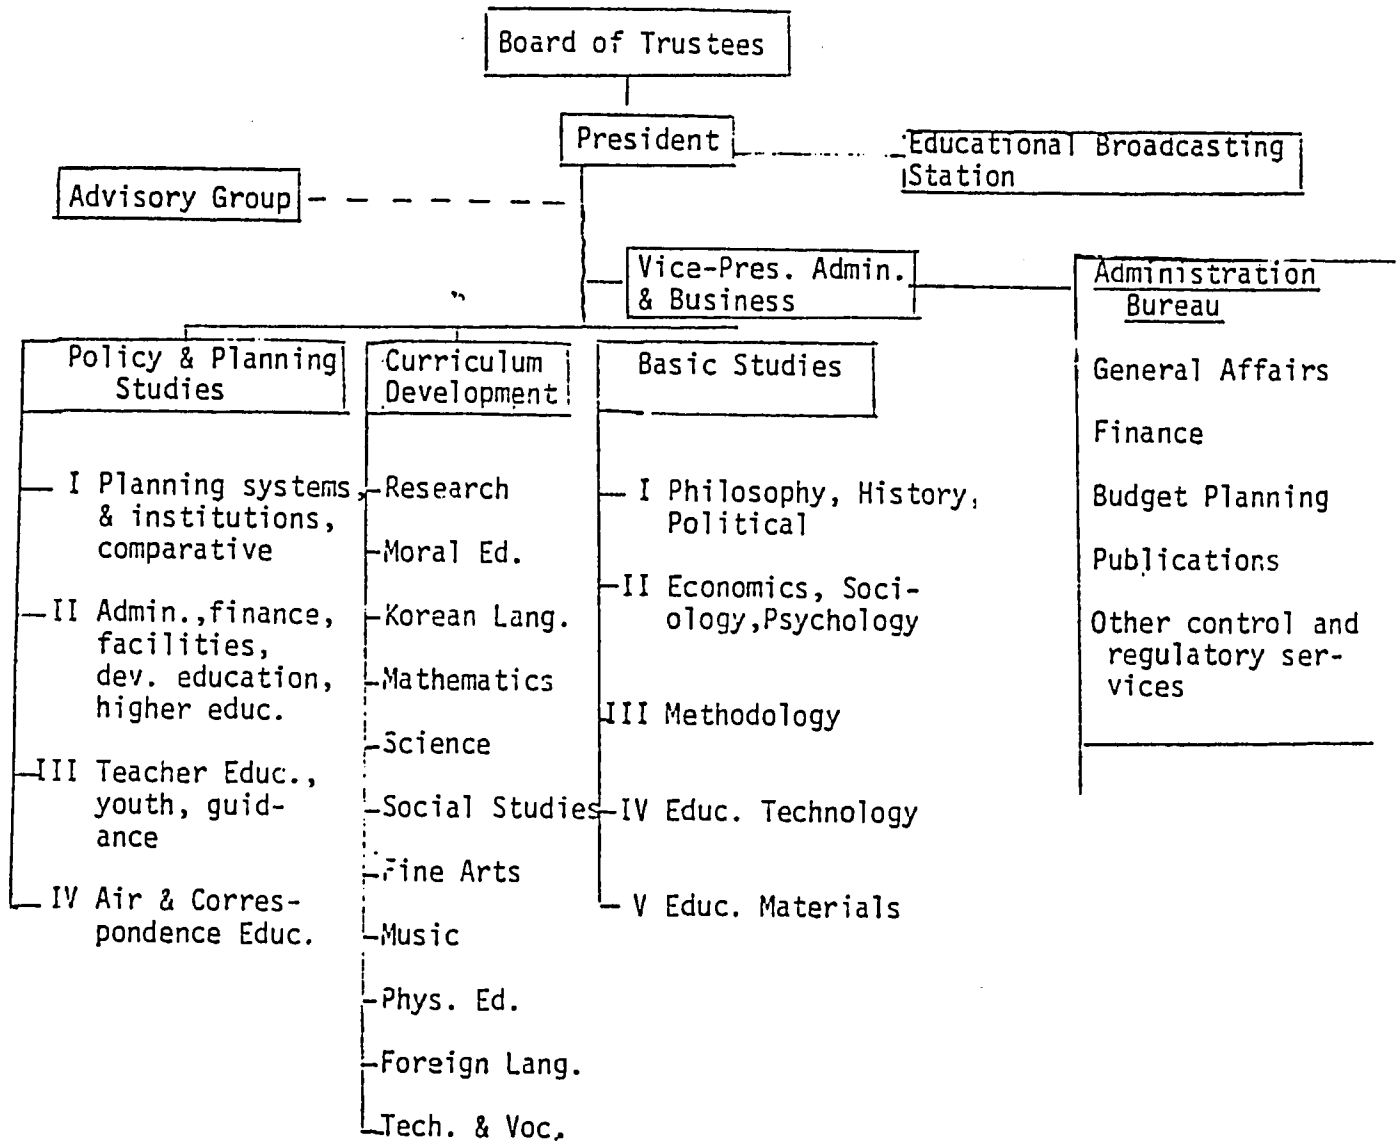 Board of Trustees
President
Educational Broadcasting
Station
Advisory Group
Vice-Pres. Admin.
& Business
Administration
Bureau
General Affairs
Finance
Budget Planning
Publications
Other control and
regulatory ser-
vices
Policy & Planning
Studies
I Planning systems,
& institutions,
comparative
II Admin.,finance,
facilities,
dev. education,
higher educ.
III Teacher Educ.,
youth, guid-
ance
IV Air & Corres-
pondence Educ.
Curriculum
Development
Research
Moral Ed.
Korean Lang.
Mathematics
Science
Social Studies
Fine Arts
Music
Phys. Ed.
Foreign Lang.
Tech. & Voc.
Basic Studies
I Philosophy, History,
Political
II Economics, Soci-
ology,Psychology
III Methodology
IV Educ. Technology
V Educ. Materials